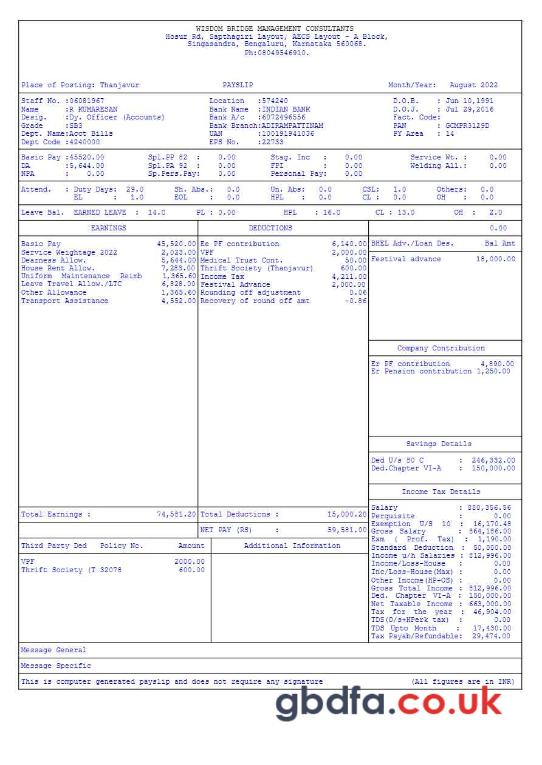 WISDOM BRIDGE MANAGEMENT CONSULTANTS
Hosur Rd, Sapthagiri Layout, AECS Layout - A Block,
Singasandra, Bengaluru, Karnataka 560068.
Ph:08049546910.
Place of Posting: Thanjavur PAYSLIP Month/Year: August 2022
Staff No. :06081967 Location :574240 D.O.B. : Jun 10,1991
Name :R KUMARESAN Bank Name :INDIAN BANK D.O.J. : Jul 29,2016
Desig. :Dy. Officer (Accounts) Bank A/c :6072496556 Fact. Code:
Grade :SB3 Bank Branch:ADIRAMPATTINAM PAN : GCMPR3129D
Dept. Name:Acct Bills UAN :100191941036 PY Area : 14
Dept Code :4240000 EPS No. :22733
Basic Pay :45520.00 Spl.PP 82 : 0.00 Stag. Inc : 0.00 Service Wt. : 0.00
DA :5,644.00 Spl.PA 92 : 0.00 FPI : 0.00 Welding All.: 0.00
NPA : 0.00 Sp.Pers.Pay: 0.00 Personal Pay: 0.00
Attend. : Duty Days: 29.0 Sh. Abs.: 0.0 Un. Abs: 0.0 CSL: 1.0 Others: 0.0
EL : 1.0 EOL : 0.0 HPL : 0.0 CL : 0.0 OH : 0.0
Leave Bal. EARNED LEAVE : 14.0 PL : 0.00 HPL : 16.0 CL : 13.0 OH : 2.0
EARNINGS DEDUCTIONS 0.00
Basic Pay 45,520.00 Ee PF contribution 6,140.00 BHEL Adv./Loan Des. Bal Amt
Service Weightage 2022 2,023.00 VPF 2,000.00
Dearness Allow. 5,644.00 Medical Trust Cont. 50.00 Festival advance 18,000.00
House Rent Allow. 7,283.00 Thrift Society (Thanjavur) 600.00
Uniform Maintenance Reimb 1,365.60 Income Tax 4,211.00
Leave Travel Allow./LTC 6,828.00 Festival Advance 2,000.00
Other Allowance 1,365.60 Rounding off adjustment 0.06
Transport Assistance 4,552.00 Recovery of round off amt -0.86
Company Contribution
Er PF contribution 4,890.00
Er Pension contribution 1,250.00
Savings Details
Ded U/s 80 C : 246,332.00
Ded.Chapter VI-A : 150,000.00
Income Tax Details
Total Earnings : 74,581.20 Total Deductions : 15,000.20
NET PAY (RS) : 59,581.00
Salary : 880,356.56
Perquisite : 0.00
Exemption U/S 10 : 16,170.48
Gross Salary : 864,186.00
Exm ( Prof. Tax) : 1,190.00
Standard Deduction : 50,000.00
Income u/h Salaries : 812,996.00
Income/Loss-House : 0.00
Inc/Loss-House(Max) : 0.00
Other Income(HP+OS) : 0.00
Gross Total Income : 812,996.00
Ded. Chapter VI-A : 150,000.00
Net Taxable Income : 663,000.00
Tax for the year : 46,904.00
TDS(O/s+HPerk tax) : 0.00
TDS Upto Month : 17,430.00
Tax Payab/Refundable: 29,474.00
Third Party Ded Policy No. Amount Additional Information
VPF 2000.00
Thrift Society (T 32078 600.00
Message General
Message Specific
This is computer generated payslip and does not require any signature (All figures are in INR)
gbdfa.co.uk